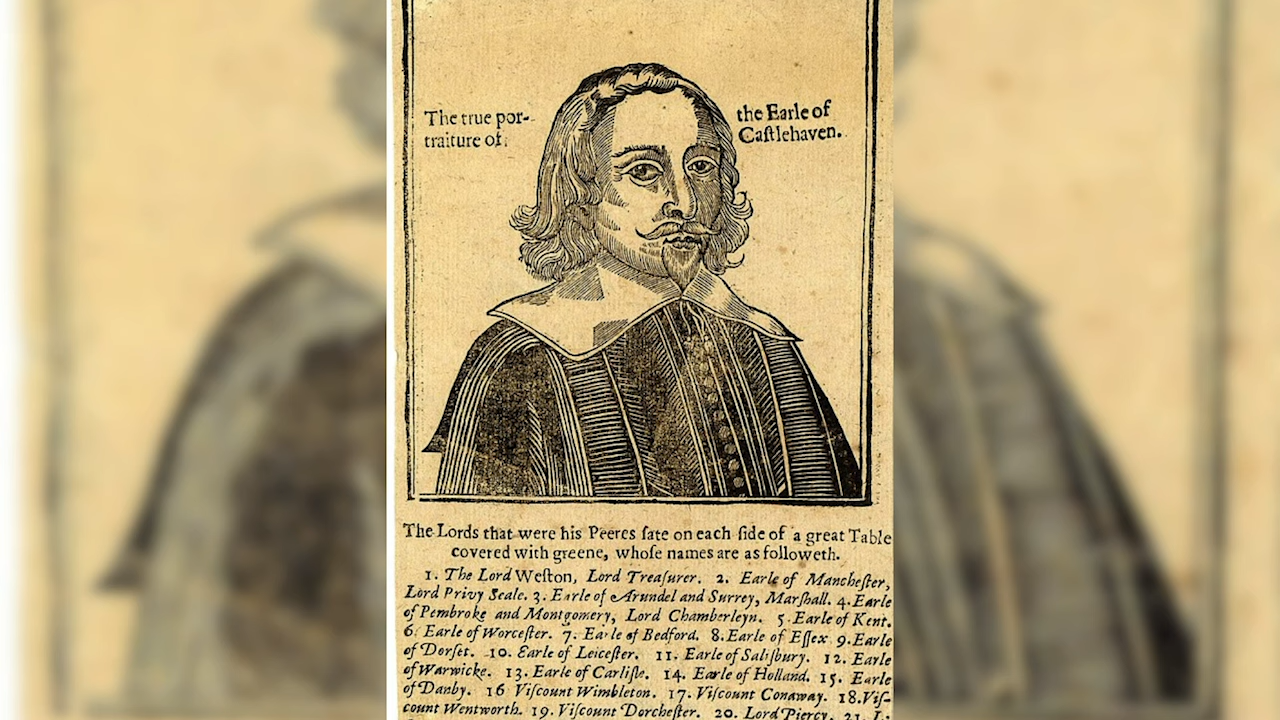 The true por-
traiture of
the Earle of
Caſtlehaven.
The Lords that were his Peeres ſate on each ſide of a great Table
covered with greene, whoſe names are as followeth.
1. The Lord Weſton, Lord Treaſurer. 2. Earle of Mancheſter,
Lord Privy Seale. 3. Earle of Arundel and Surrey, Marſhall. 4. Earle
of Pembroke and Montgomery, Lord Chamberleyn. 5. Earle of Kent.
6. Earle of Worceſter. 7. Earle of Bedford. 8. Earle of Eſſex 9. Earle
of Dorſet. 10. Earle of Leiceſter. 11. Earle of Salisbury. 12. Earle
of Warwicke. 13. Earle of Carliſle. 14. Earle of Holland. 15. Earle
of Danby. 16 Viſcount Wimbleton. 17. Viſcount Conaway. 18. Viſ-
count Wentworth. 19. Viſcount Dorcheſter. 20. Lord Piercy. 21. L.